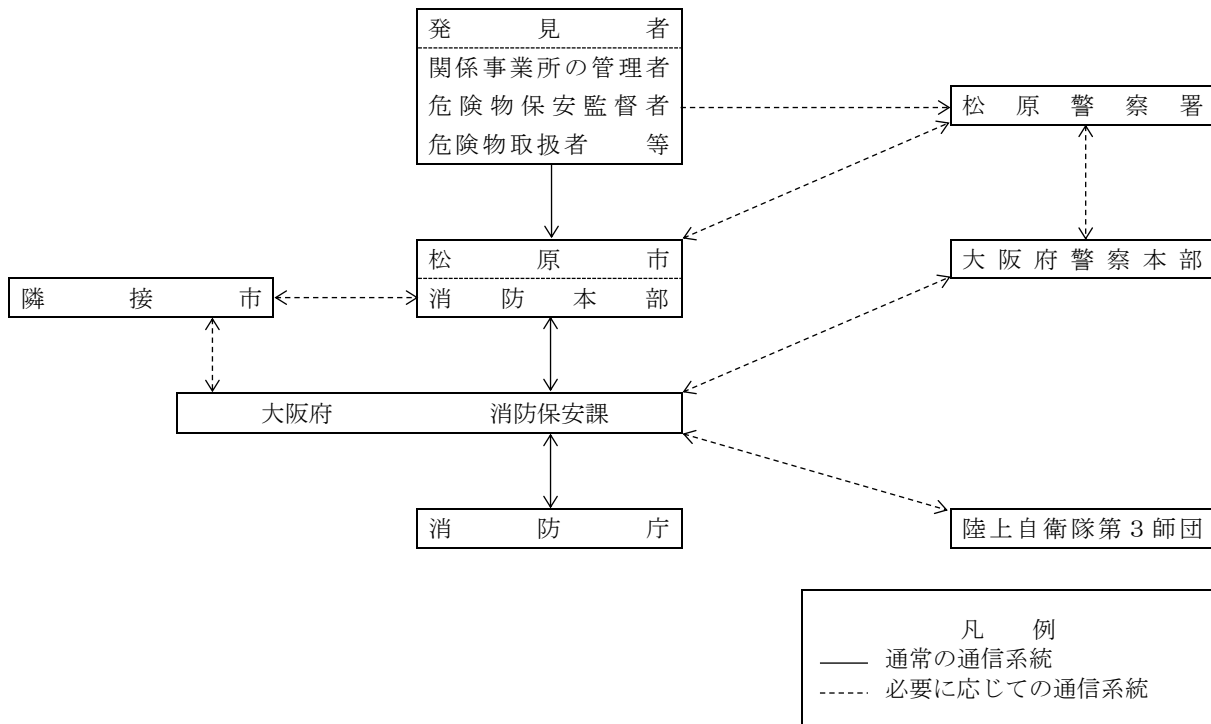 発見者
関係事業所の管理者
危険物保安監督者
危険物取扱者 等
松原警察署
松原市
消防本部
大阪府警察本部
隣接市
大阪府 消防保安課
消防庁
陸上自衛隊第3師団
凡 例
通常の通信系統
必要に応じての通信系統